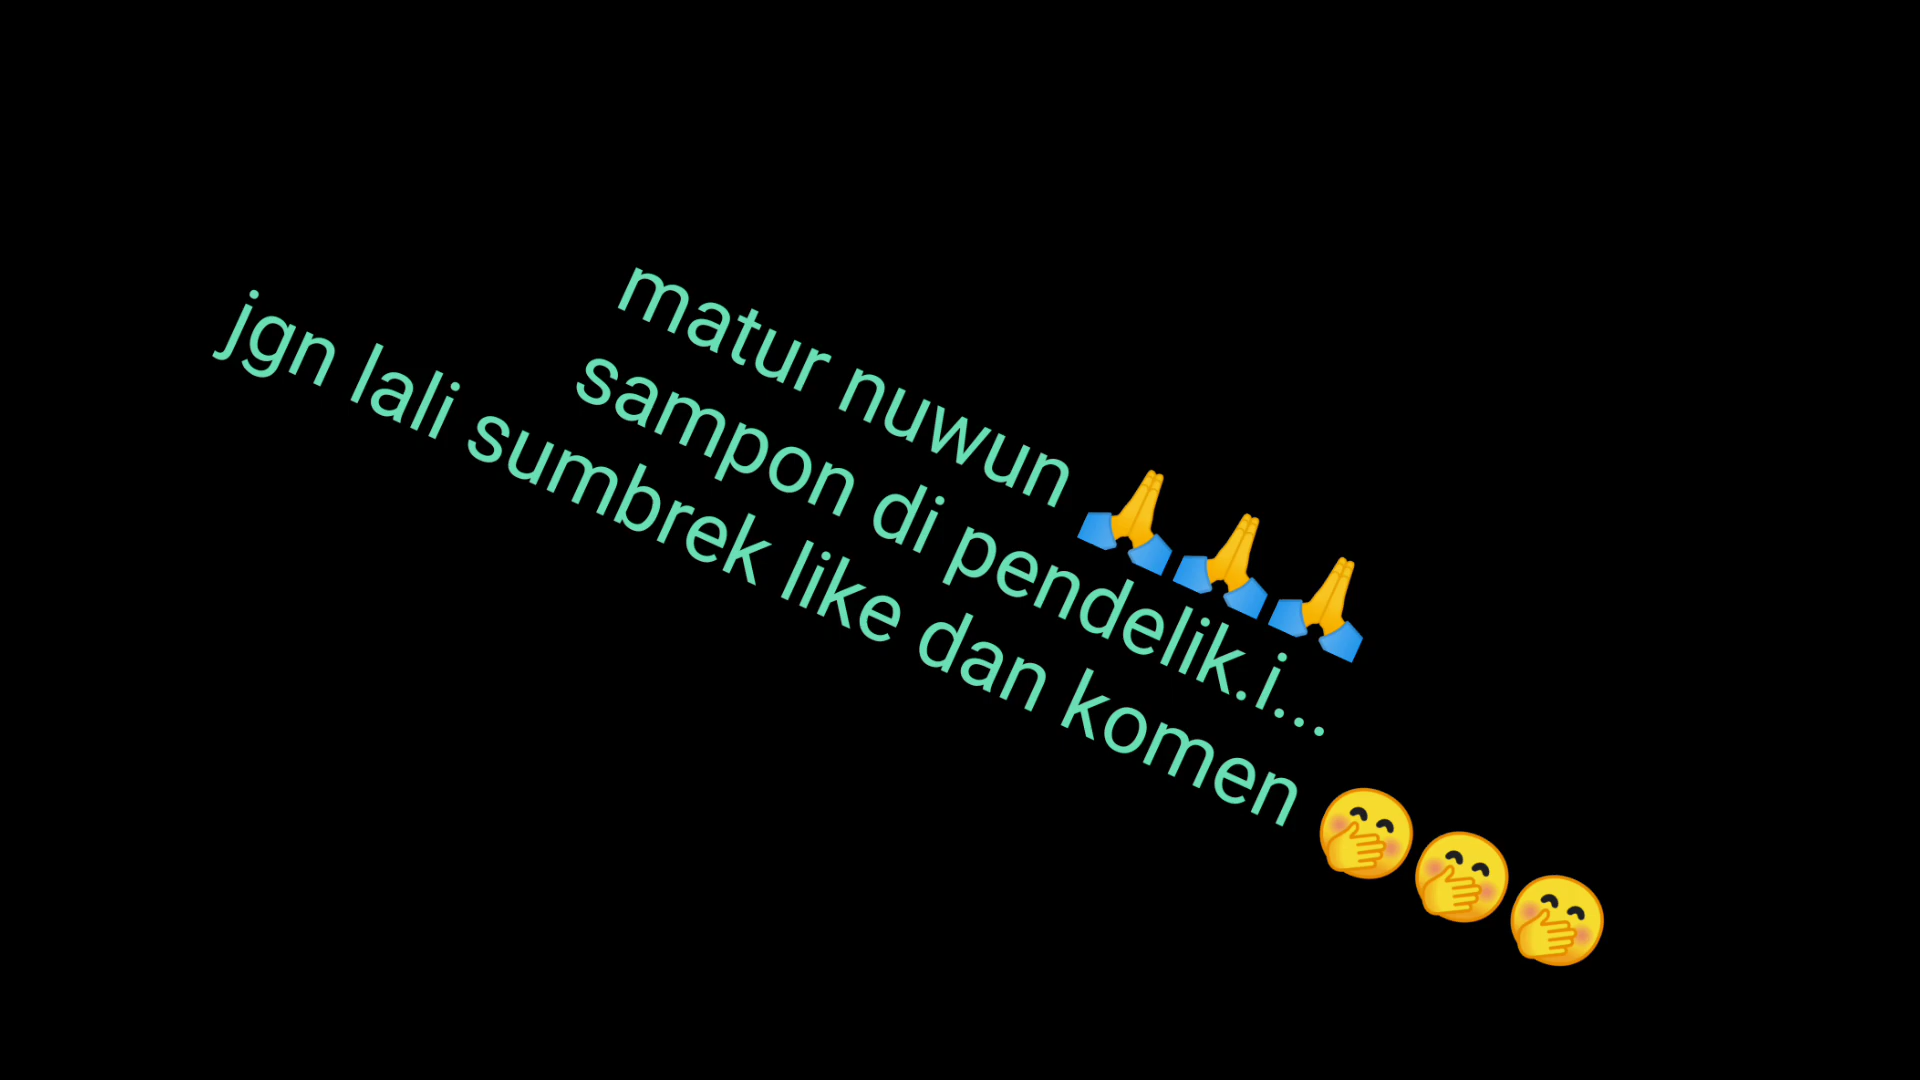 matur nuwun 🙏🙏🙏
sampon di pendelik.i...
jgn lali sumbrek like dan komen 🤭🤭🤭